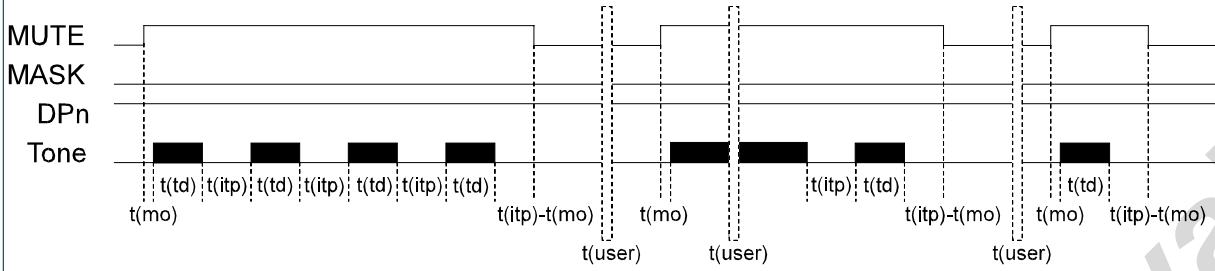 MUTE
MASK
DPn
Tone
t(td) t(itp) t(td) t(itp) t(td) t(itp) t(td) t(itp) t(td) t(td)
t(mo) t(itp)-t(mo) t(mo) t(itp)-t(mo) t(mo) t(itp)-t(mo)
t(user) t(user) t(user)